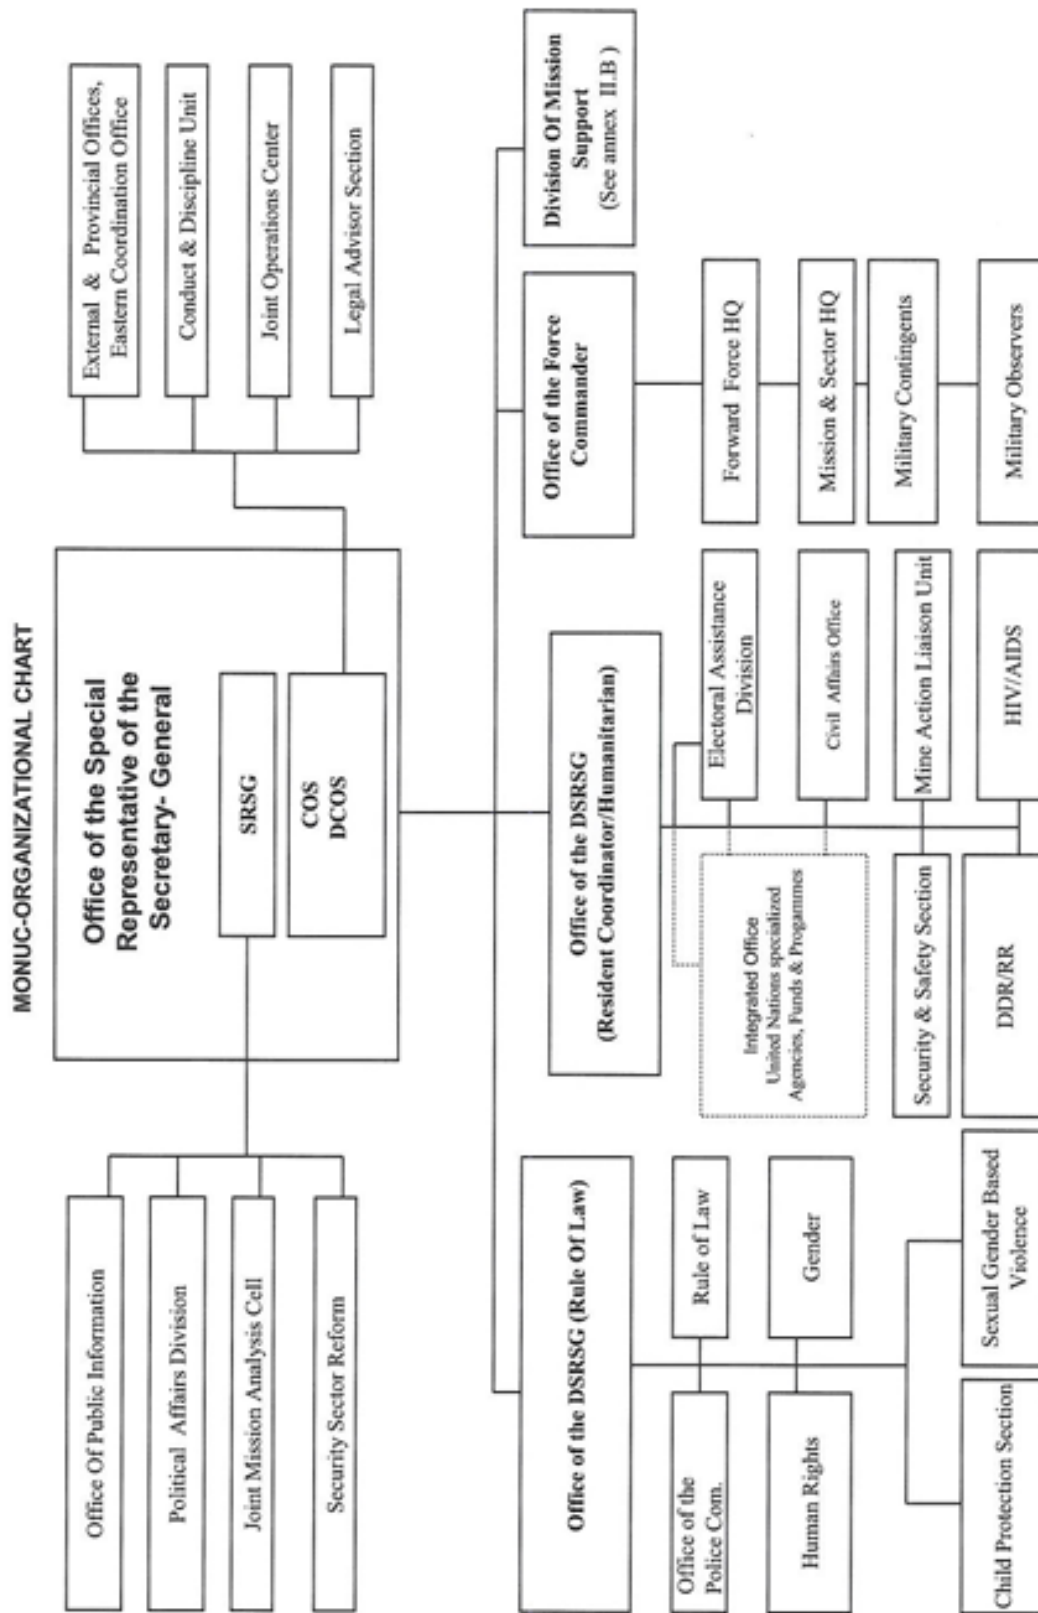 MONUC-ORGANIZATIONAL CHART
Office of the Special
Representative of the
Secretary- General
SRSG
COS
DCOS
Office Of Public Information
Political Affairs Division
Joint Mission Analysis Cell
Security Sector Reform
External & Provincial Offices,
Eastern Coordination Office
Conduct & Discipline Unit
Joint Operations Center
Legal Advisor Section
Office of the DSRSG (Rule Of Law)
Office of the
Police Com.
Rule of Law
Human Rights
Gender
Child Protection Section
Sexual Gender Based
Violence
Office of the DSRSG
(Resident Coordinator/Humanitarian)
Integrated Office
United Nations specialized
Agencies, Funds & Progammes
Electoral Assistance
Division
Civil Affairs Office
Security & Safety Section
Mine Action Liaison Unit
DDR/RR
HIV/AIDS
Office of the Force
Commander
Forward Force HQ
Mission & Sector HQ
Military Contingents
Military Observers
Division Of Mission
Support
(See annex II.B )